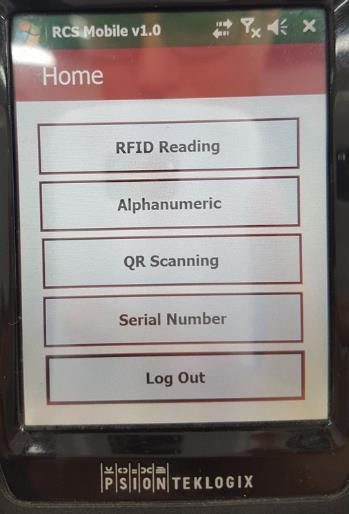 RCS Mobile v1.0
Home
RFID Reading
Alphanumeric
QR Scanning
Serial Number
Log Out
PSION TEKLOGIX